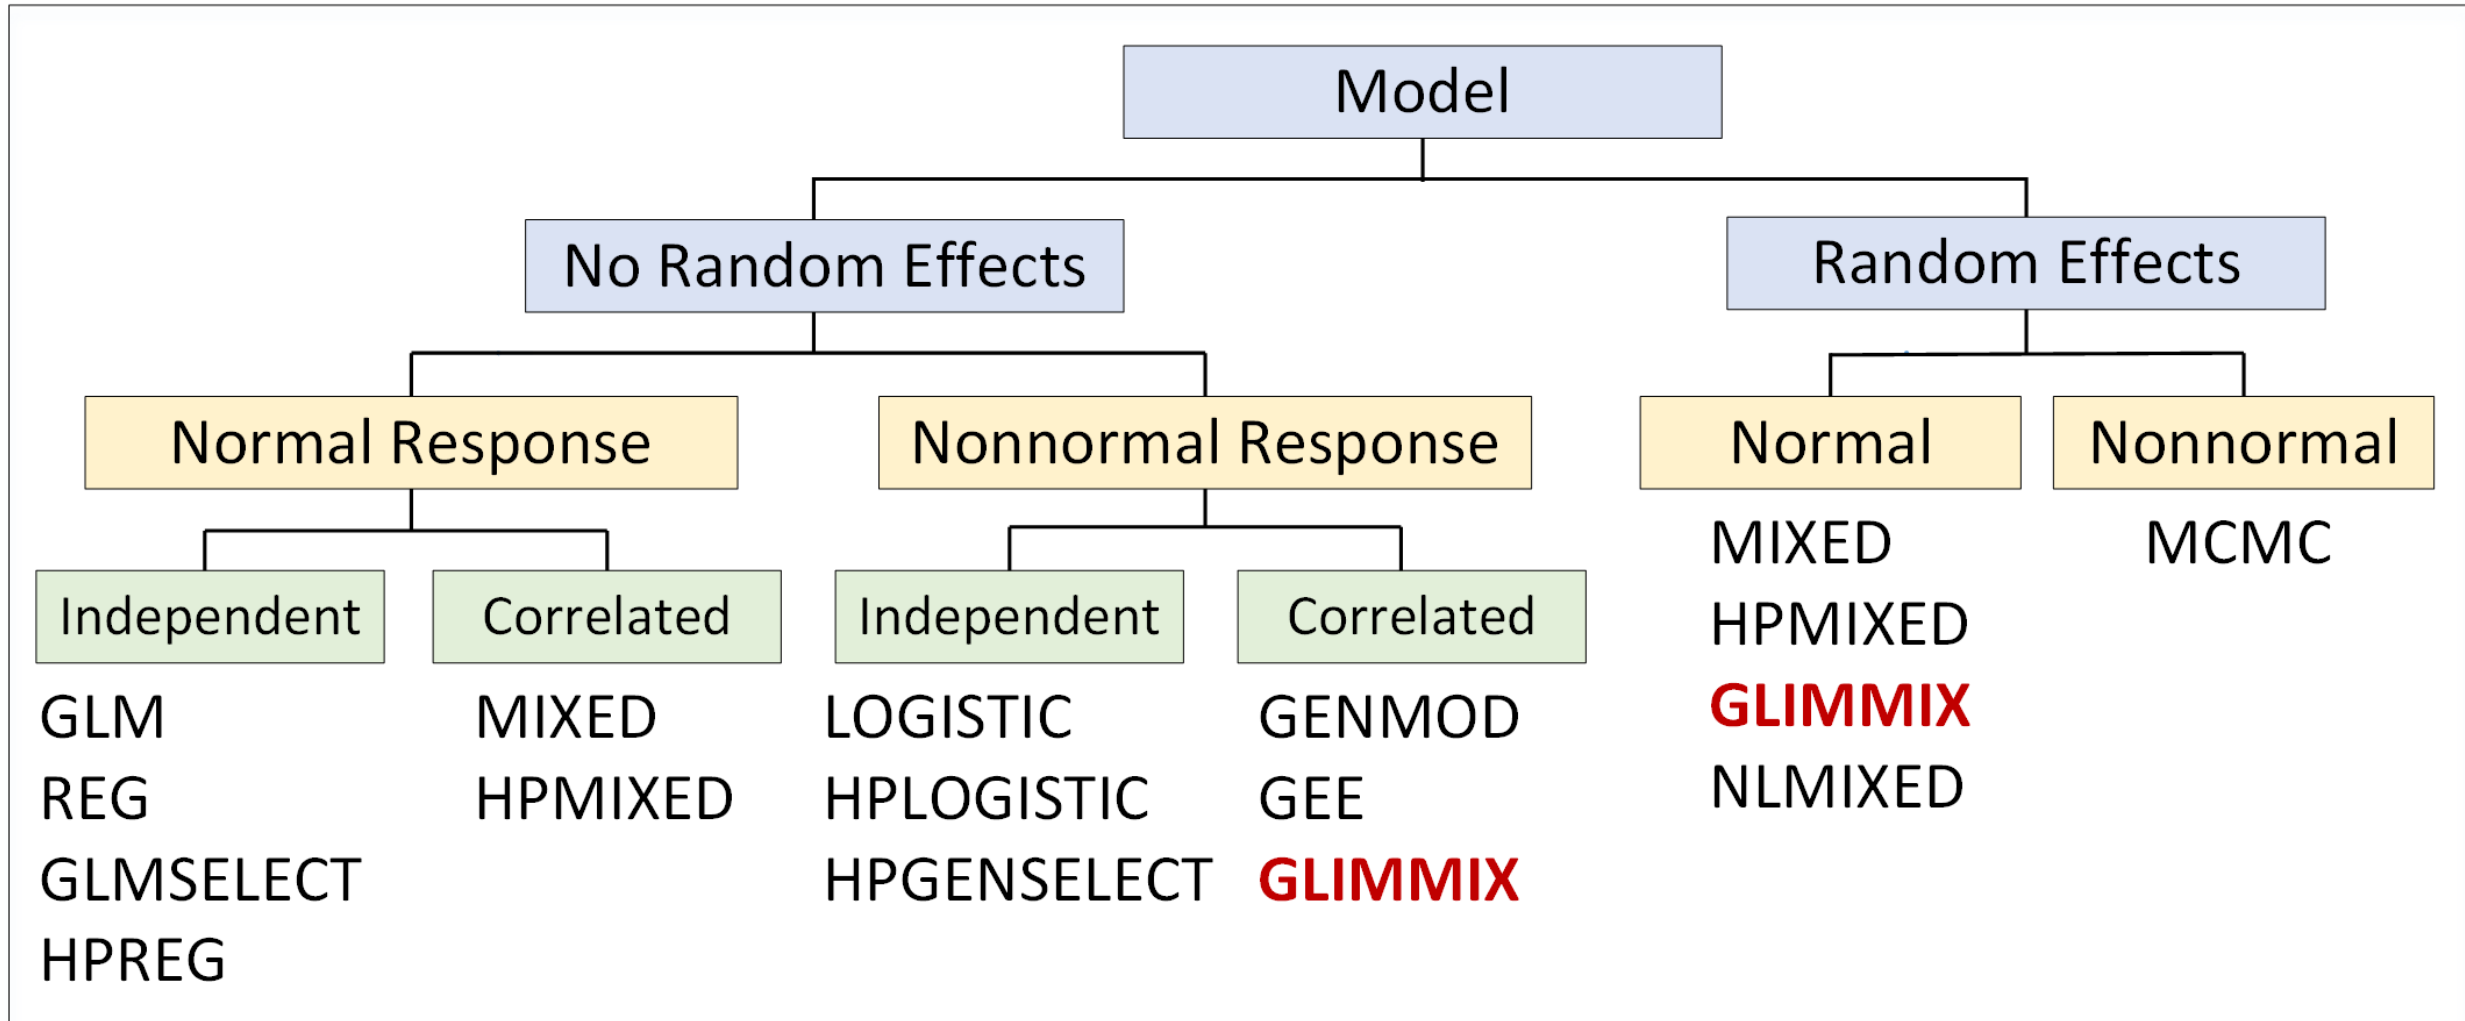 Model
No Random Effects
Random Effects
Normal Response
Nonnormal Response
Normal
Nonnormal
Independent
Correlated
Independent
Correlated
GLM
REG
GLMSELECT
HPREG
MIXED
HPMIXED
LOGISTIC
HPLOGISTIC
HPGENSELECT
GENMOD
GEE
GLIMMIX
MIXED
HPMIXED
GLIMMIX
NLMIXED
MCMC